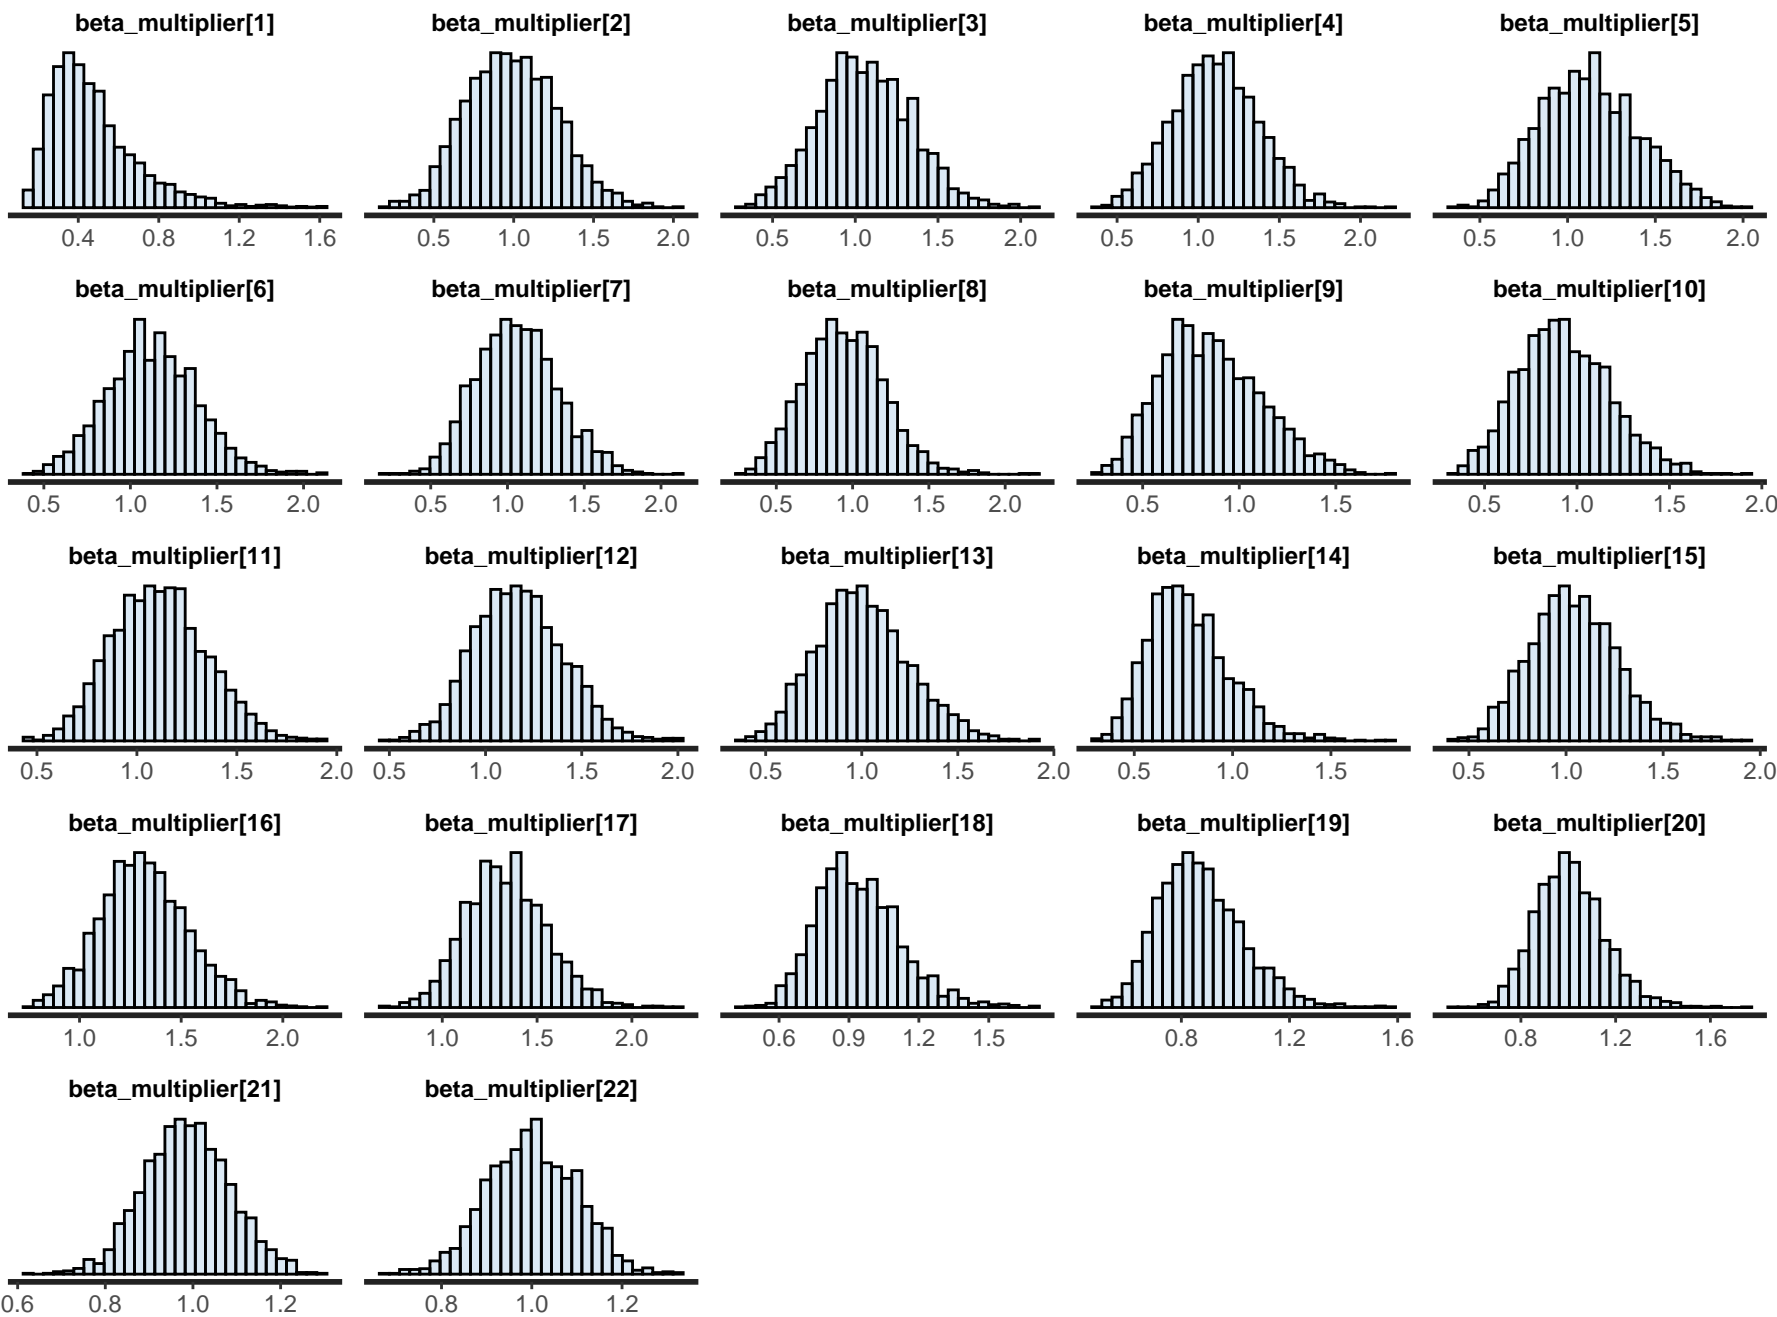 beta_multiplier[1] beta_multiplier[2] beta_multiplier[3] beta_multiplier[4] beta_multiplier[5]
0.4 0.8 1.2 1.6 0.5 1.0 1.5 2.0 0.5 1.0 1.5 2.0 0.5 1.0 1.5 2.0 0.5 1.0 1.5 2.0
beta_multiplier[6] beta_multiplier[7] beta_multiplier[8] beta_multiplier[9] beta_multiplier[10]
0.5 1.0 1.5 2.0 0.5 1.0 1.5 2.0 0.5 1.0 1.5 2.0 0.5 1.0 1.5 0.5 1.0 1.5 2.0
beta_multiplier[11] beta_multiplier[12] beta_multiplier[13] beta_multiplier[14] beta_multiplier[15]
0.5 1.0 1.5 2.0 0.5 1.0 1.5 2.0 0.5 1.0 1.5 2.0 0.5 1.0 1.5 0.5 1.0 1.5 2.0
beta_multiplier[16] beta_multiplier[17] beta_multiplier[18] beta_multiplier[19] beta_multiplier[20]
1.0 1.5 2.0 1.0 1.5 2.0 0.6 0.9 1.2 1.5 0.8 1.2 1.6 0.8 1.2 1.6
beta_multiplier[21] beta_multiplier[22]
0.6 0.8 1.0 1.2 0.8 1.0 1.2